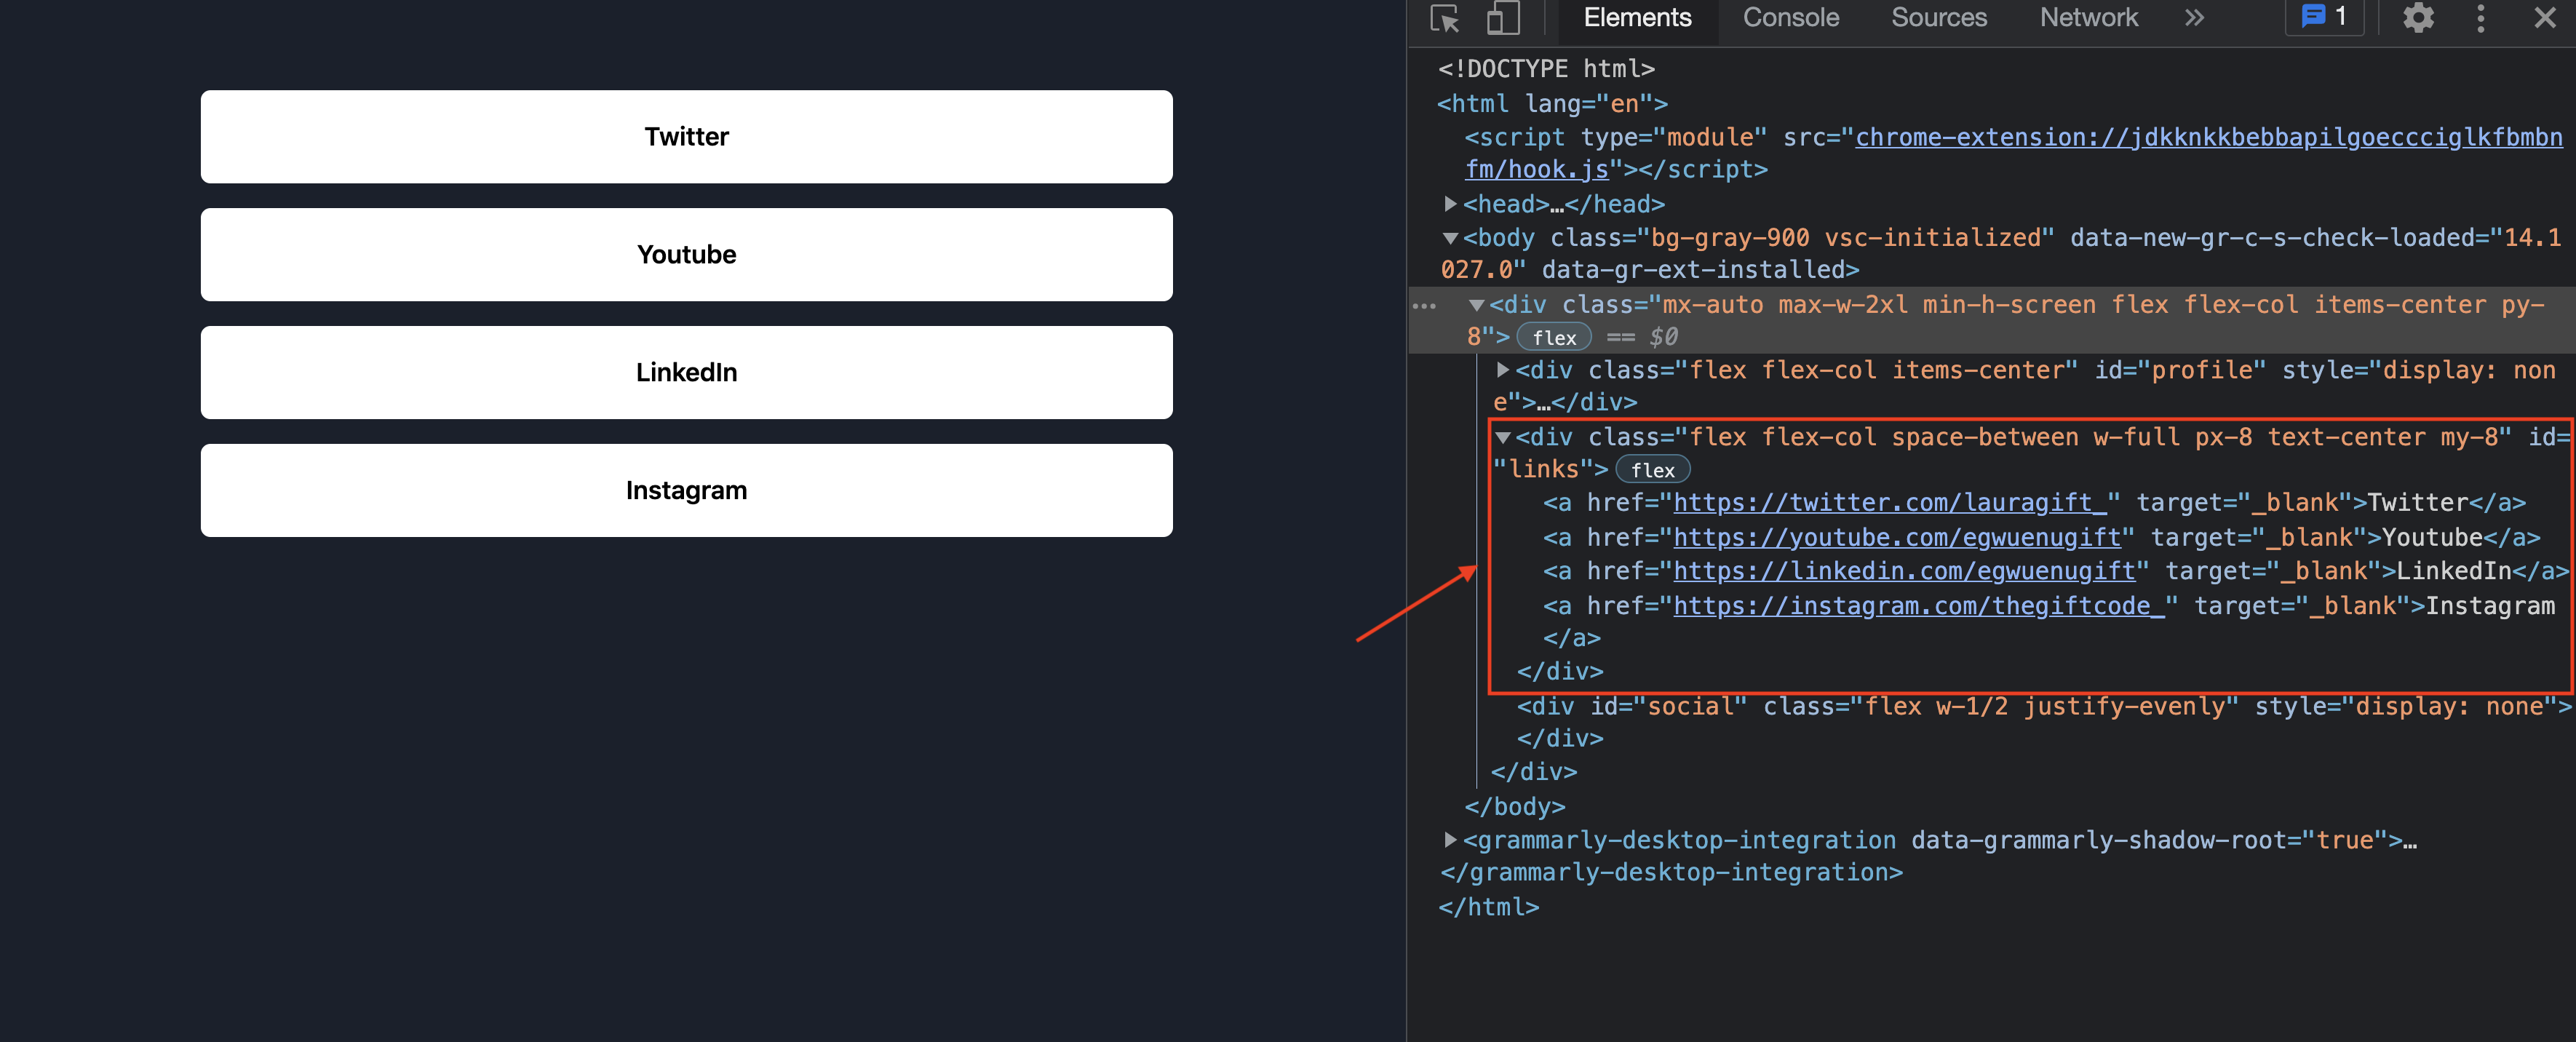 Twitter
Youtube
LinkedIn
Instagram
Elements Console Sources Network » 1
<!DOCTYPE html>
<html lang="en">
<script type="module" src="chrome-extension://jdkknkkbebbapilgoeccciglkfbmbn
fm/hook.js"></script>
<head>…</head>
<body class="bg-gray-900 vsc-initialized" data-new-gr-c-s-check-loaded="14.1
027.0" data-gr-ext-installed>
<div class="mx-auto max-w-2xl min-h-screen flex flex-col items-center py-
8"> flex == $0
<div class="flex flex-col items-center" id="profile" style="display: non
e">…</div>
<div class="flex flex-col space-between w-full px-8 text-center my-8" id=
"links"> flex
<a href="https://twitter.com/lauragift_" target="_blank">Twitter</a>
<a href="https://youtube.com/egwuenugift" target="_blank">Youtube</a>
<a href="https://linkedin.com/egwuenugift" target="_blank">LinkedIn</a>
<a href="https://instagram.com/thegiftcode_" target="_blank">Instagram
</a>
</div>
<div id="social" class="flex w-1/2 justify-evenly" style="display: none">
</div>
</div>
</body>
<grammarly-desktop-integration data-grammarly-shadow-root="true">…
</grammarly-desktop-integration>
</html>